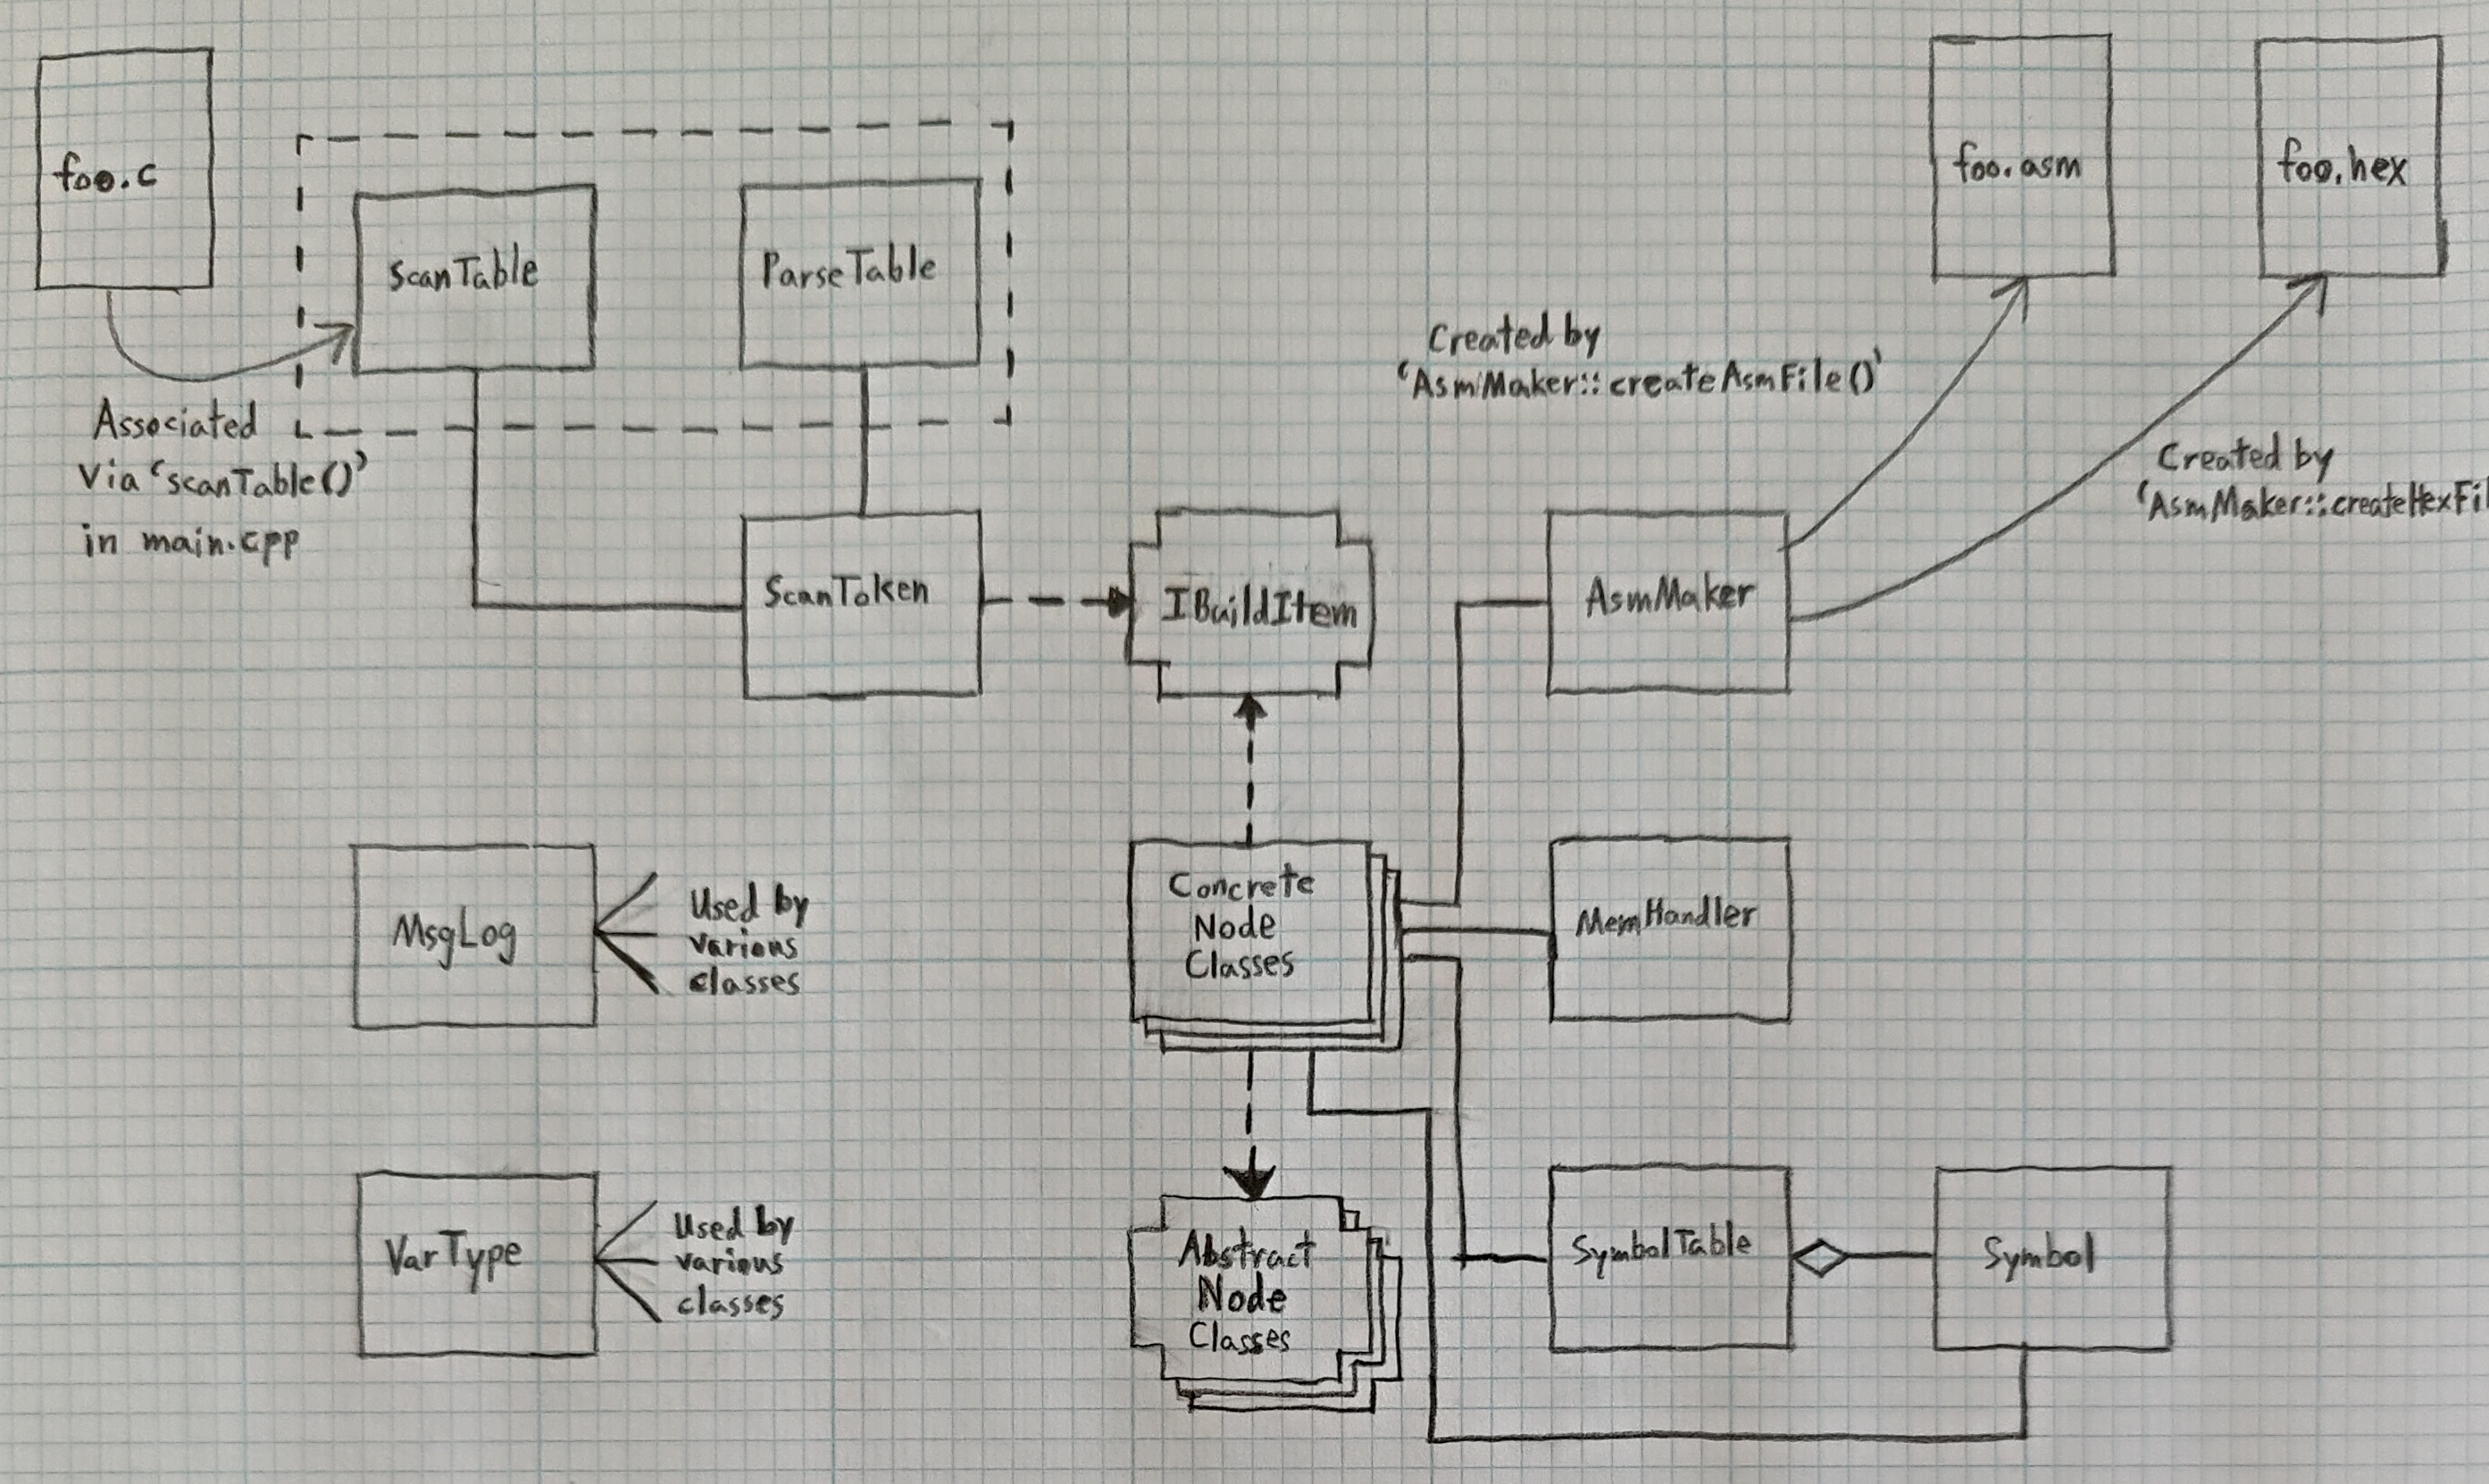 foo.c
foo.asm
foo.hex
ScanTable
ParseTable
Associated
Via ‘scanTable()’
in main.cpp
Created by
‘AsmMaker::createAsmFile()’
Created by
‘AsmMaker::createHexFil
ScanToken
IBuildItem
AsmMaker
MsgLog
Used by
various
classes
Concrete
Node
Classes
MemHandler
VarType
Used by
various
classes
Abstract
Node
Classes
SymbolTable
Symbol